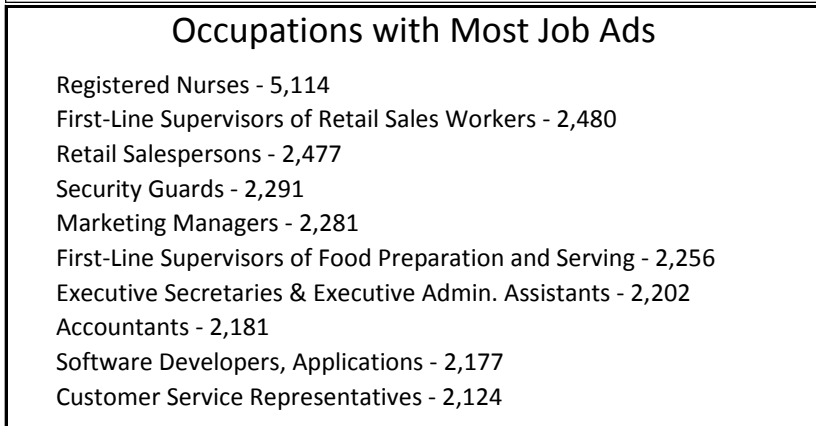 Occupations with Most Job Ads
Registered Nurses - 5,114
First-Line Supervisors of Retail Sales Workers - 2,480
Retail Salespersons - 2,477
Security Guards - 2,291
Marketing Managers - 2,281
First-Line Supervisors of Food Preparation and Serving - 2,256
Executive Secretaries & Executive Admin. Assistants - 2,202
Accountants - 2,181
Software Developers, Applications - 2,177
Customer Service Representatives - 2,124